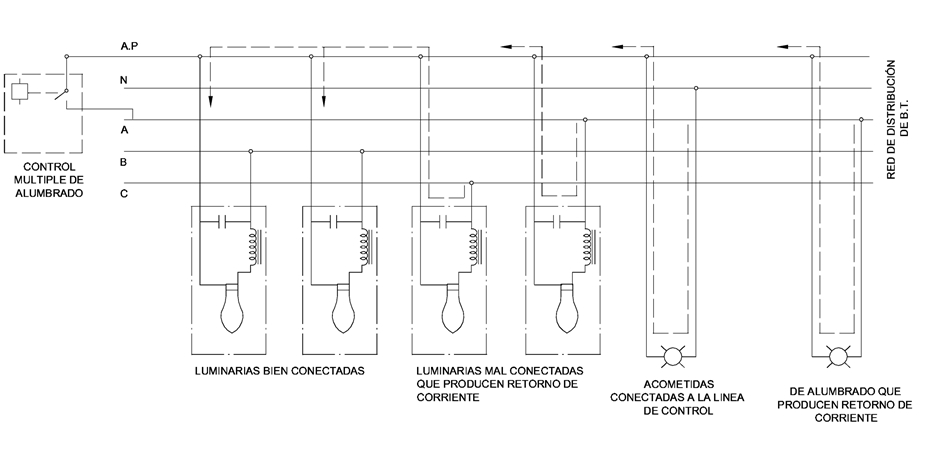 A.P
N
A
B
C
CONTROL
MULTIPLE DE
ALUMBRADO
RED DE DISTRIBUCIÓN
DE B.T.
LUMINARIAS BIEN CONECTADAS
LUMINARIAS MAL CONECTADAS
QUE PRODUCEN RETORNO DE
CORRIENTE
ACOMETIDAS
CONECTADAS A LA LINEA
DE CONTROL
DE ALUMBRADO QUE
PRODUCEN RETORNO DE
CORRIENTE